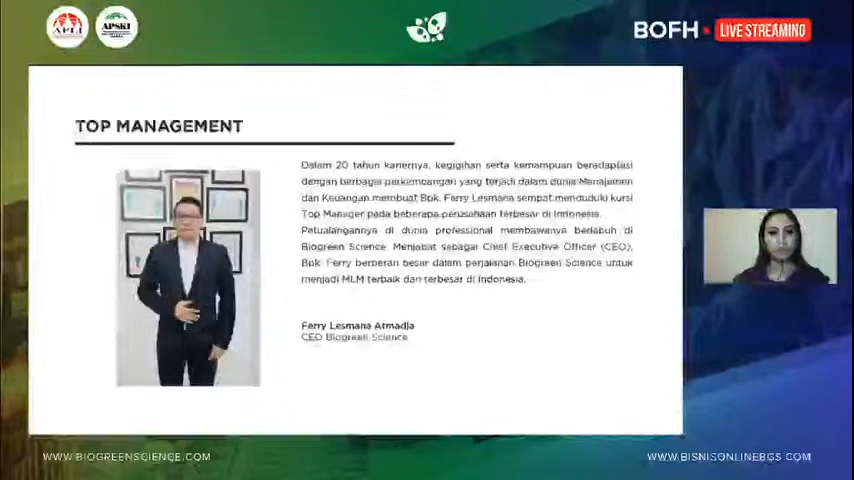 APLI
APSKI
BOFH
LIVE STREAMING
TOP MANAGEMENT
Dalam 20 tahun kariernya, kegigihan serta kemampuan beradaptasi
dengan berbagai perkembangan yang terjadi dalam dunia Manajemen
dan Keuangan membuat Bpk. Ferry Lesmana sempat menduduki kursi
Top Manager pada beberapa perusahaan terbesar di Indonesia.
Petualangannya di dunia professional membawanya berlabuh di
Biogreen Science. Menjabat sebagai Chief Executive Officer (CEO),
Bpk. Ferry berperan besar dalam perjalanan Biogreen Science untuk
menjadi MLM terbaik dan terbesar di Indonesia.
Ferry Lesmana Atmadja
CEO Biogreen Science
WWW.BIOGREENSCIENCE.COM
WWW.BISNISONLINEBGS.COM